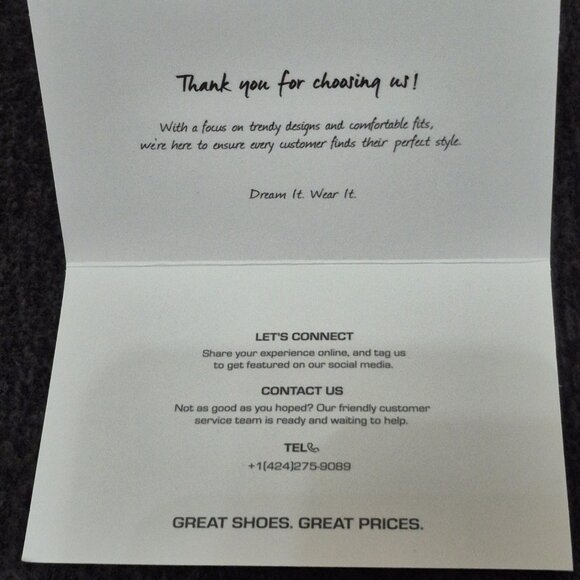 Thank you for choosing us!
With a focus on trendy designs and comfortable fits,
we're here to ensure every customer finds their perfect style.
Dream It. Wear It.
LET'S CONNECT
Share your experience online, and tag us
to get featured on our social media.
CONTACT US
Not as good as you hoped? Our friendly customer
service team is ready and waiting to help.
TEL
+1(424)275-9089
GREAT SHOES. GREAT PRICES.